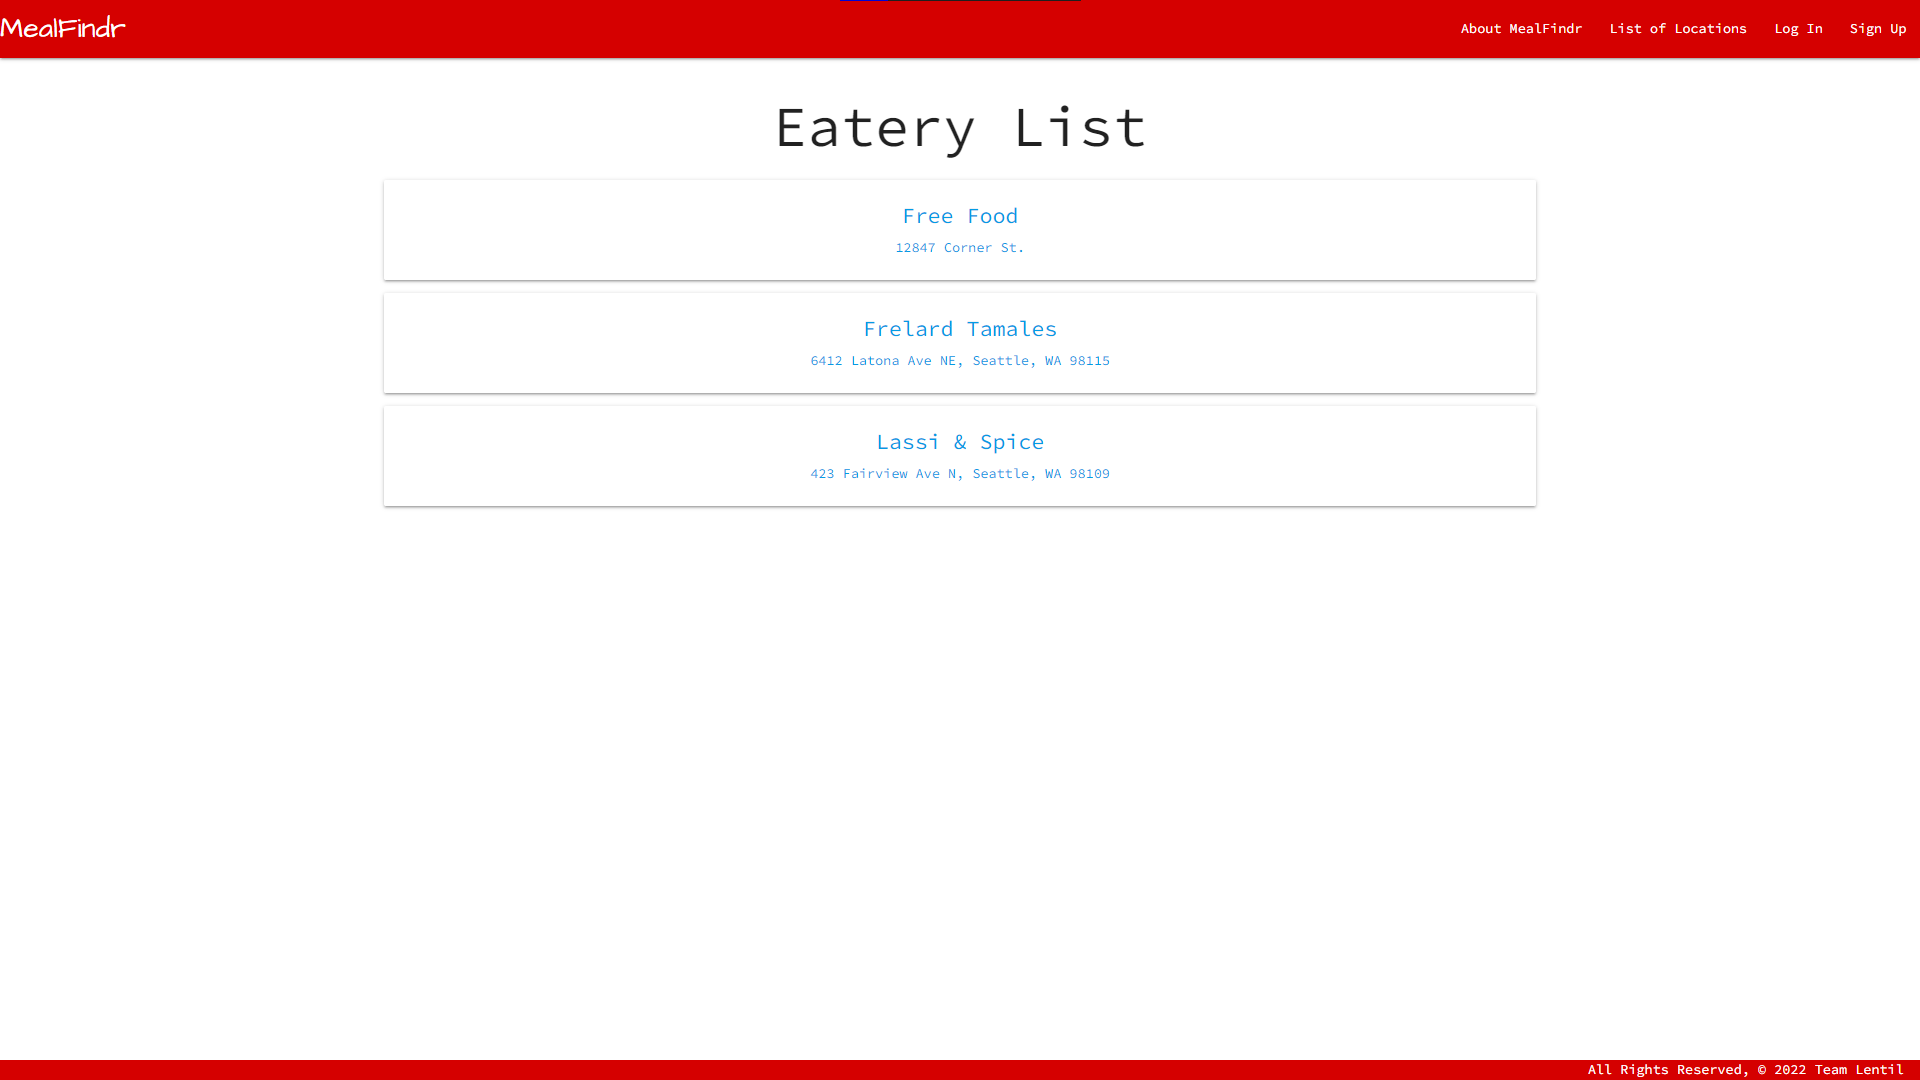 MealFindr
About MealFindr List of Locations Log In Sign Up
Eatery List
Free Food
12847 Corner St.
Frelard Tamales
6412 Latona Ave NE, Seattle, WA 98115
Lassi & Spice
423 Fairview Ave N, Seattle, WA 98109
All Rights Reserved, © 2022 Team Lentil